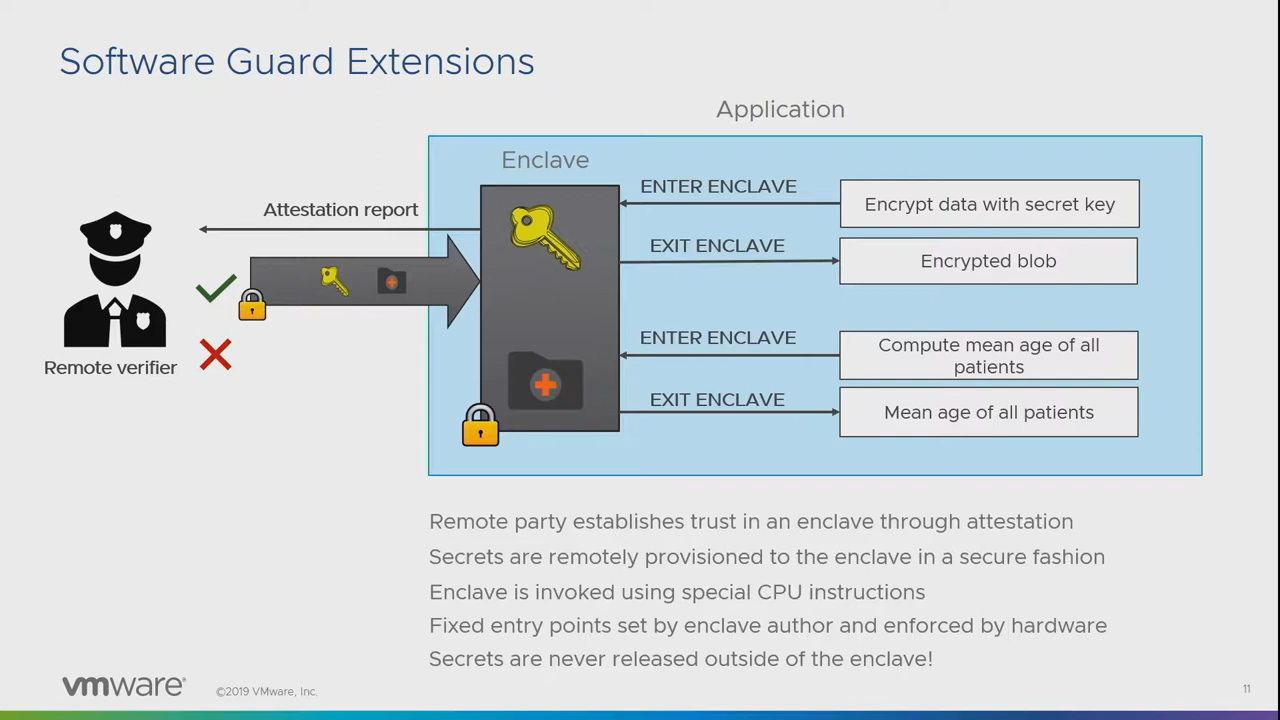 Software Guard Extensions
Application
Enclave
ENTER ENCLAVE
Encrypt data with secret key
Attestation report
EXIT ENCLAVE
Encrypted blob
ENTER ENCLAVE
Compute mean age of all
patients
Remote verifier
EXIT ENCLAVE
Mean age of all patients
Remote party establishes trust in an enclave through attestation
Secrets are remotely provisioned to the enclave in a secure fashion
Enclave is invoked using special CPU instructions
Fixed entry points set by enclave author and enforced by hardware
Secrets are never released outside of the enclave!
vmware®
©2019 VMware, Inc.
11